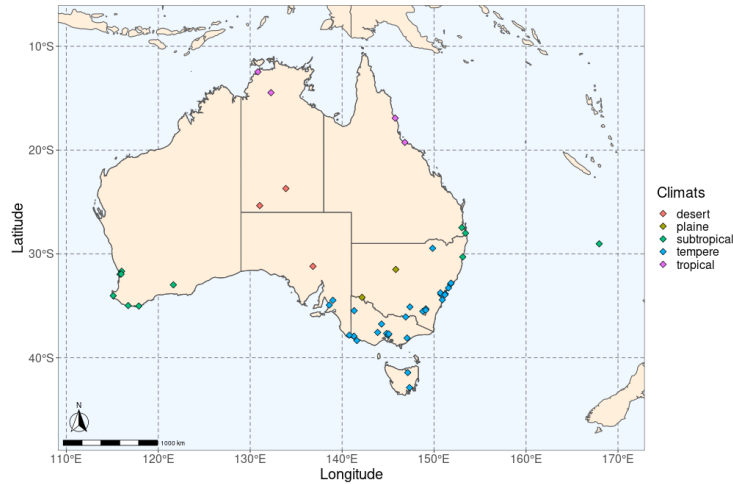 10°S
20°S
30°S
40°S
Latitude
110°E 120°E 130°E 140°E 150°E 160°E 170°E
Longitude
N
1000 km
Climats
desert
plaine
subtropical
tempere
tropical